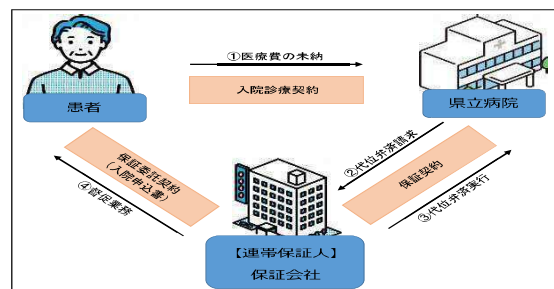 ①医療費の未納
入院診療契約
患者
県立病院
保証委託契約
(入院申込書)
④督促業務
②代位弁済請求
保証契約
③代位弁済実行
【連帯保証人】
保証会社